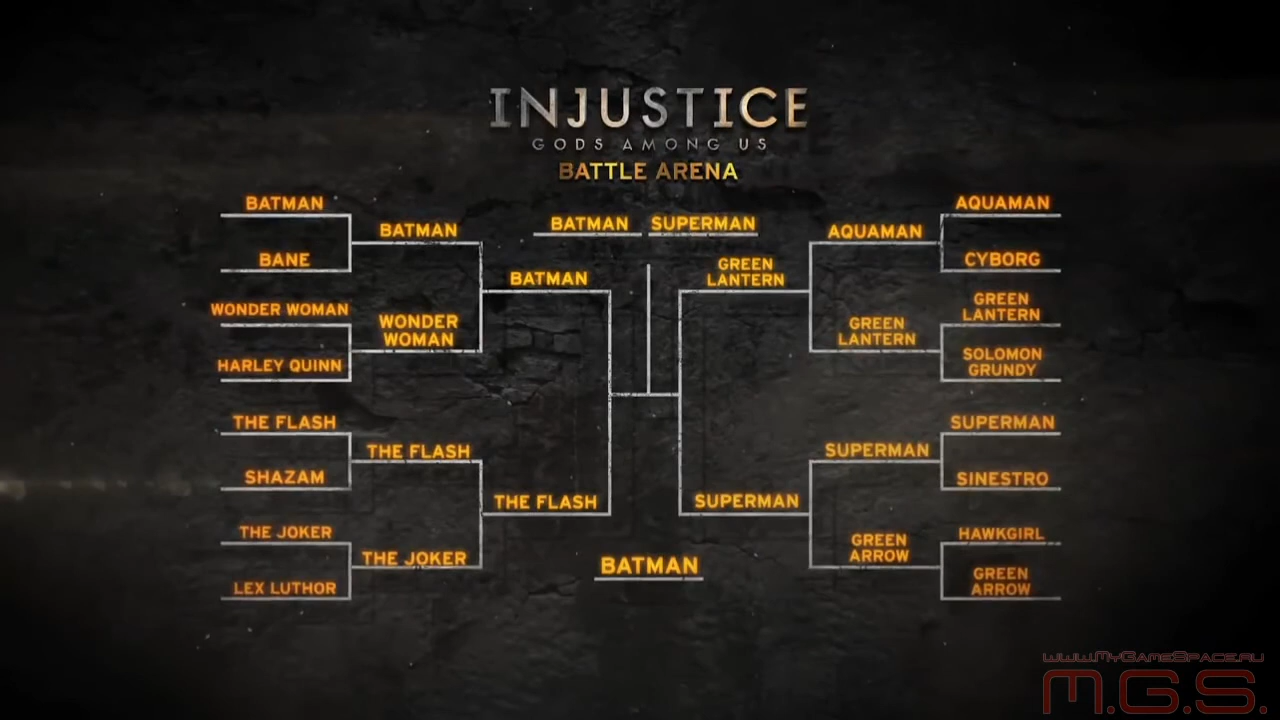 INJUSTICE
GODS AMONG US
BATTLE ARENA
BATMAN
BANE
WONDER WOMAN
HARLEY QUINN
THE FLASH
SHAZAM
THE JOKER
LEX LUTHOR
BATMAN
WONDER
WOMAN
THE FLASH
THE JOKER
BATMAN
THE FLASH
BATMAN
SUPERMAN
BATMAN
GREEN
LANTERN
SUPERMAN
AQUAMAN
GREEN
LANTERN
SUPERMAN
GREEN
ARROW
AQUAMAN
CYBORG
GREEN
LANTERN
SOLOMON
GRUNDY
SUPERMAN
SINESTRO
HAWKGIRL
GREEN
ARROW
www.MyGameSpace.ru
M.G.S.